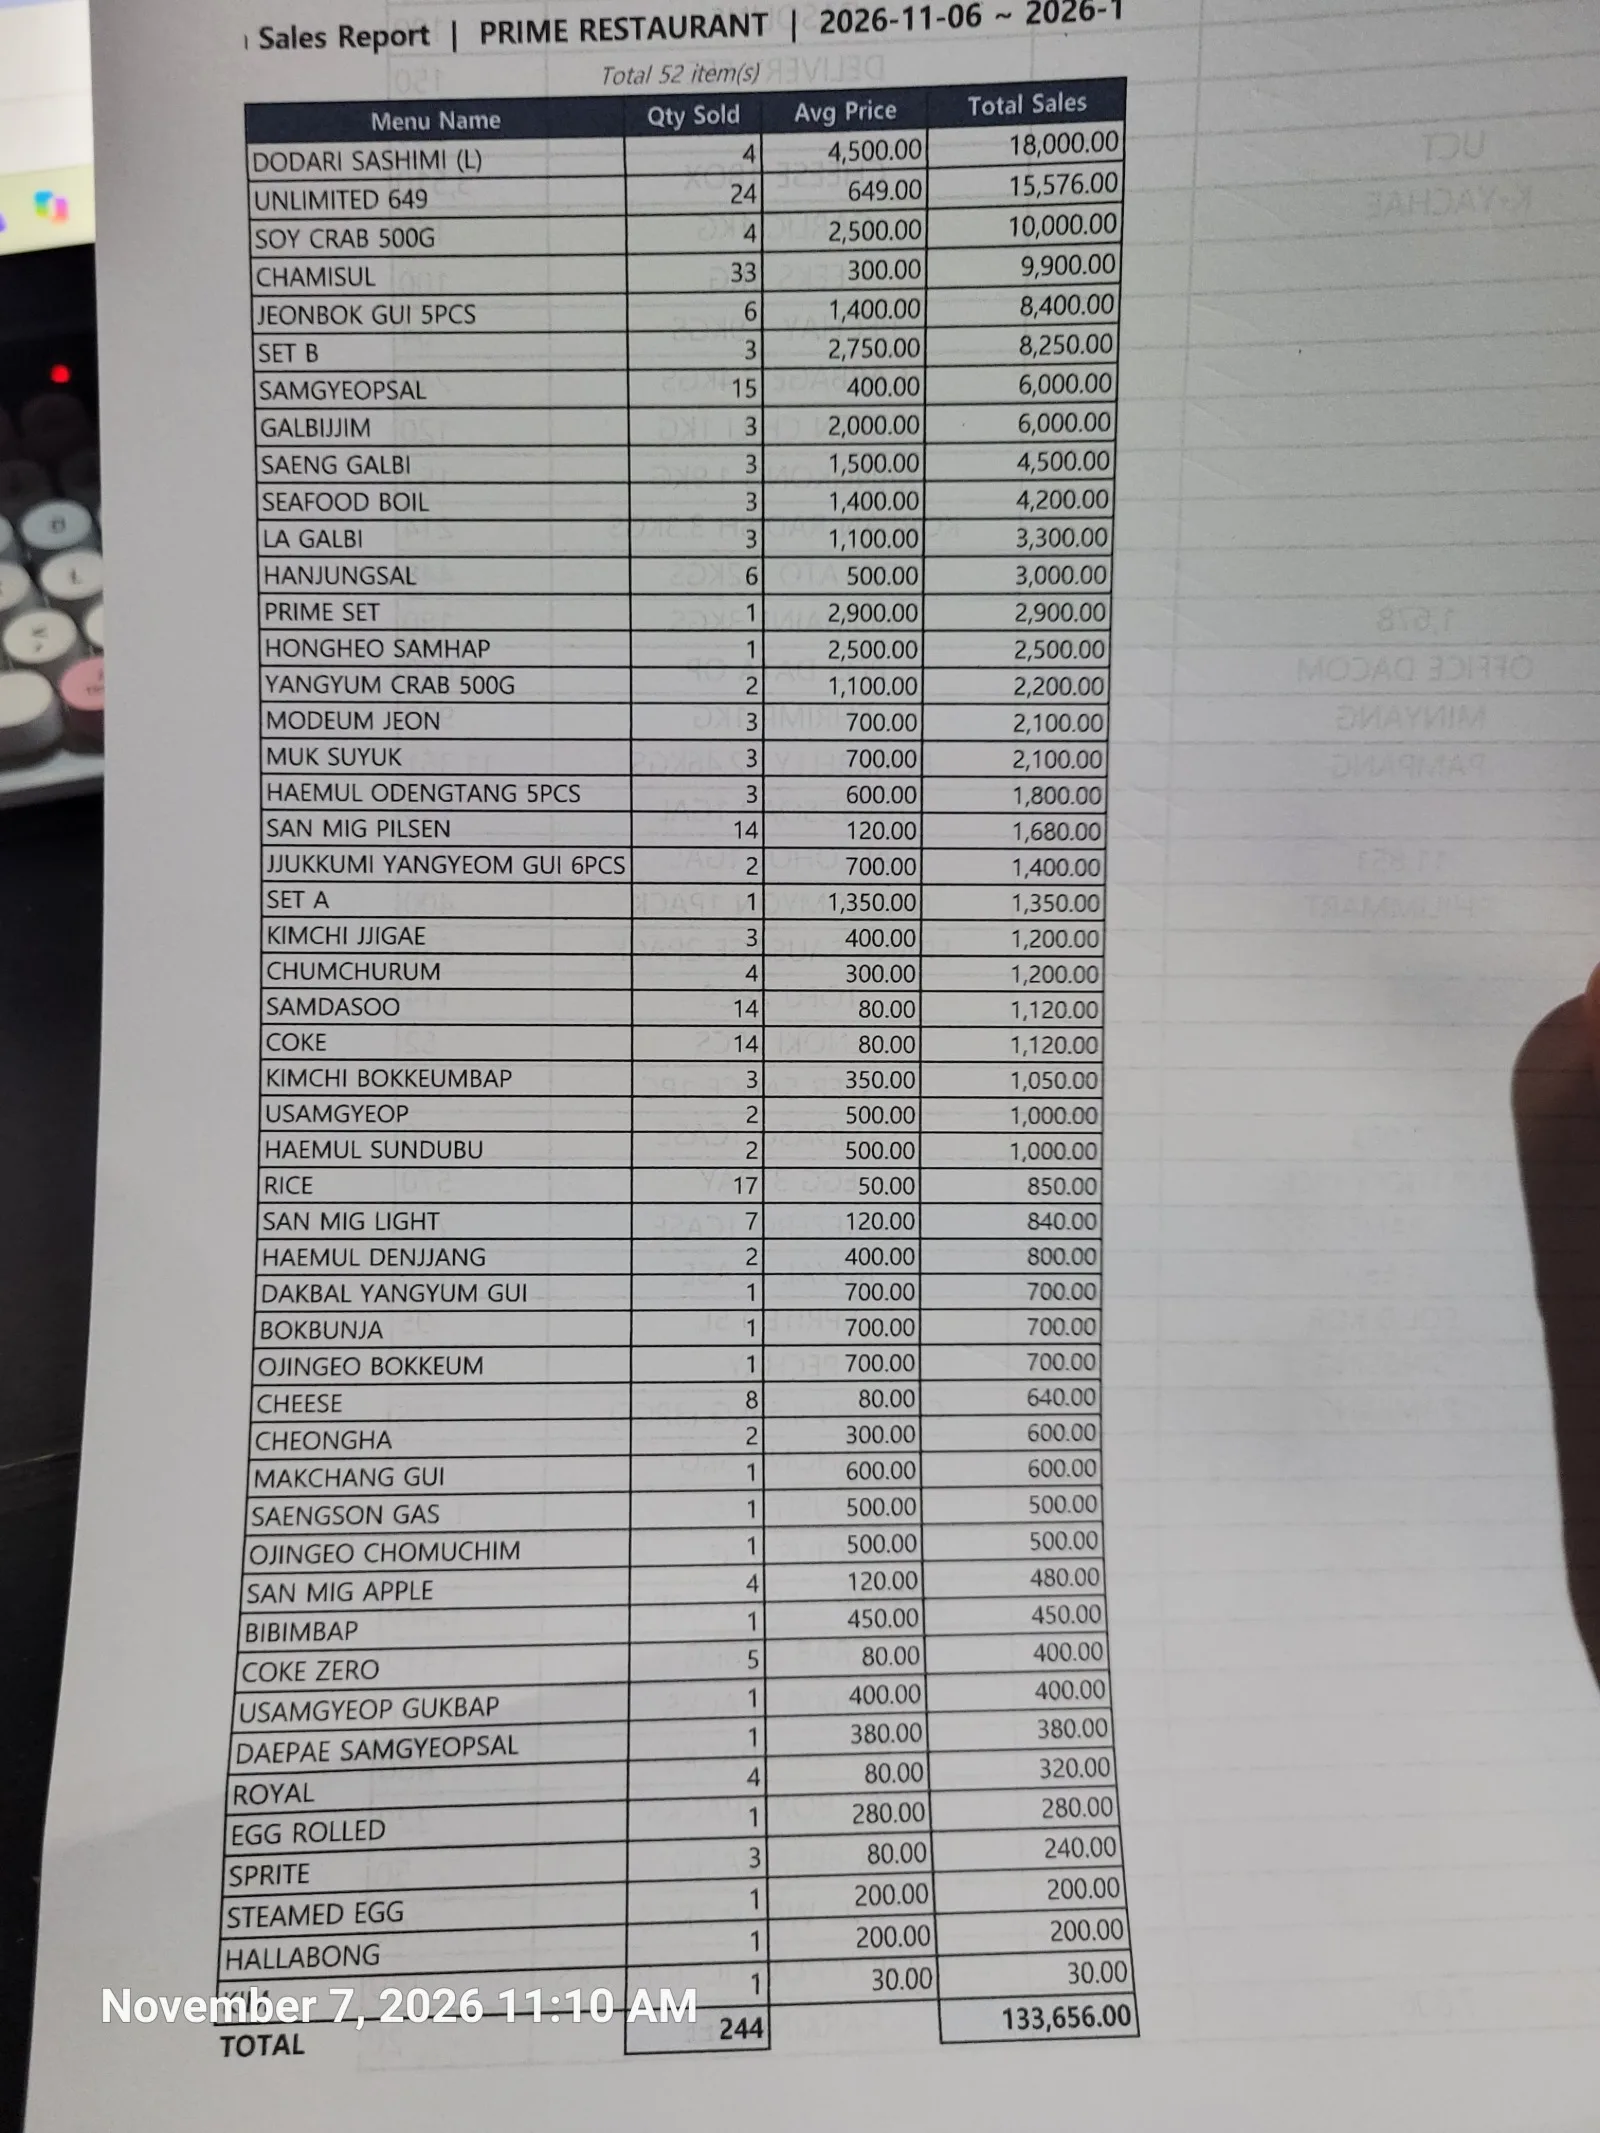 Sales Report | PRIME RESTAURANT | 2026-11-06 ~ 2026-1
Total 52 item(s)
Menu Name Qty Sold Avg Price Total Sales
DODARI SASHIMI (L) 4 4,500.00 18,000.00
UNLIMITED 649 24 649.00 15,576.00
SOY CRAB 500G 4 2,500.00 10,000.00
CHAMISUL 33 300.00 9,900.00
JEONBOK GUI 5PCS 6 1,400.00 8,400.00
SET B 3 2,750.00 8,250.00
SAMGYEOPSAL 15 400.00 6,000.00
GALBIJJIM 3 2,000.00 6,000.00
SAENG GALBI 3 1,500.00 4,500.00
SEAFOOD BOIL 3 1,400.00 4,200.00
LA GALBI 3 1,100.00 3,300.00
HANJUNGSAL 6 500.00 3,000.00
PRIME SET 1 2,900.00 2,900.00
HONGHEO SAMHAP 1 2,500.00 2,500.00
YANGYUM CRAB 500G 2 1,100.00 2,200.00
MODEUM JEON 3 700.00 2,100.00
MUK SUYUK 3 700.00 2,100.00
HAEMUL ODENGTANG 5PCS 3 600.00 1,800.00
SAN MIG PILSEN 14 120.00 1,680.00
JJUKKUMI YANGYEOM GUI 6PCS 2 700.00 1,400.00
SET A 1 1,350.00 1,350.00
KIMCHI JJIGAE 3 400.00 1,200.00
CHUMCHURUM 4 300.00 1,200.00
SAMDASOO 14 80.00 1,120.00
COKE 14 80.00 1,120.00
KIMCHI BOKKEUMBAP 3 350.00 1,050.00
USAMGYEOP 2 500.00 1,000.00
HAEMUL SUNDUBU 2 500.00 1,000.00
RICE 17 50.00 850.00
SAN MIG LIGHT 7 120.00 840.00
HAEMUL DENJJANG 2 400.00 800.00
DAKBAL YANGYUM GUI 1 700.00 700.00
BOKBUNJA 1 700.00 700.00
OJINGEO BOKKEUM 1 700.00 700.00
CHEESE 8 80.00 640.00
CHEONGHA 2 300.00 600.00
MAKCHANG GUI 1 600.00 600.00
SAENGSON GAS 1 500.00 500.00
OJINGEO CHOMUCHIM 1 500.00 500.00
SAN MIG APPLE 4 120.00 480.00
BIBIMBAP 1 450.00 450.00
COKE ZERO 5 80.00 400.00
USAMGYEOP GUKBAP 1 400.00 400.00
DAEPAE SAMGYEOPSAL 1 380.00 380.00
ROYAL 4 80.00 320.00
EGG ROLLED 1 280.00 280.00
SPRITE 3 80.00 240.00
STEAMED EGG 1 200.00 200.00
HALLABONG 1 200.00 200.00
KIM 1 30.00 30.00
November 7, 2026 11:10 AM
TOTAL 244 133,656.00